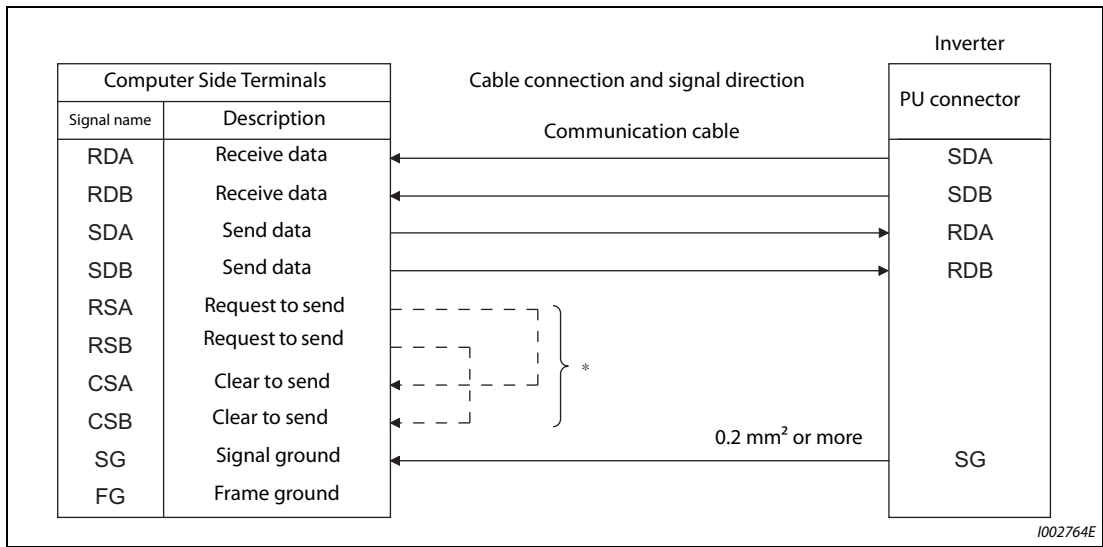 Inverter
Computer Side Terminals Cable connection and signal direction PU connector
Signal name Description Communication cable
RDA Receive data SDA
RDB Receive data SDB
SDA Send data RDA
SDB Send data RDB
RSA Request to send
RSB Request to send
CSA Clear to send *
CSB Clear to send
0.2 mm² or more
SG Signal ground SG
FG Frame ground
I002764E